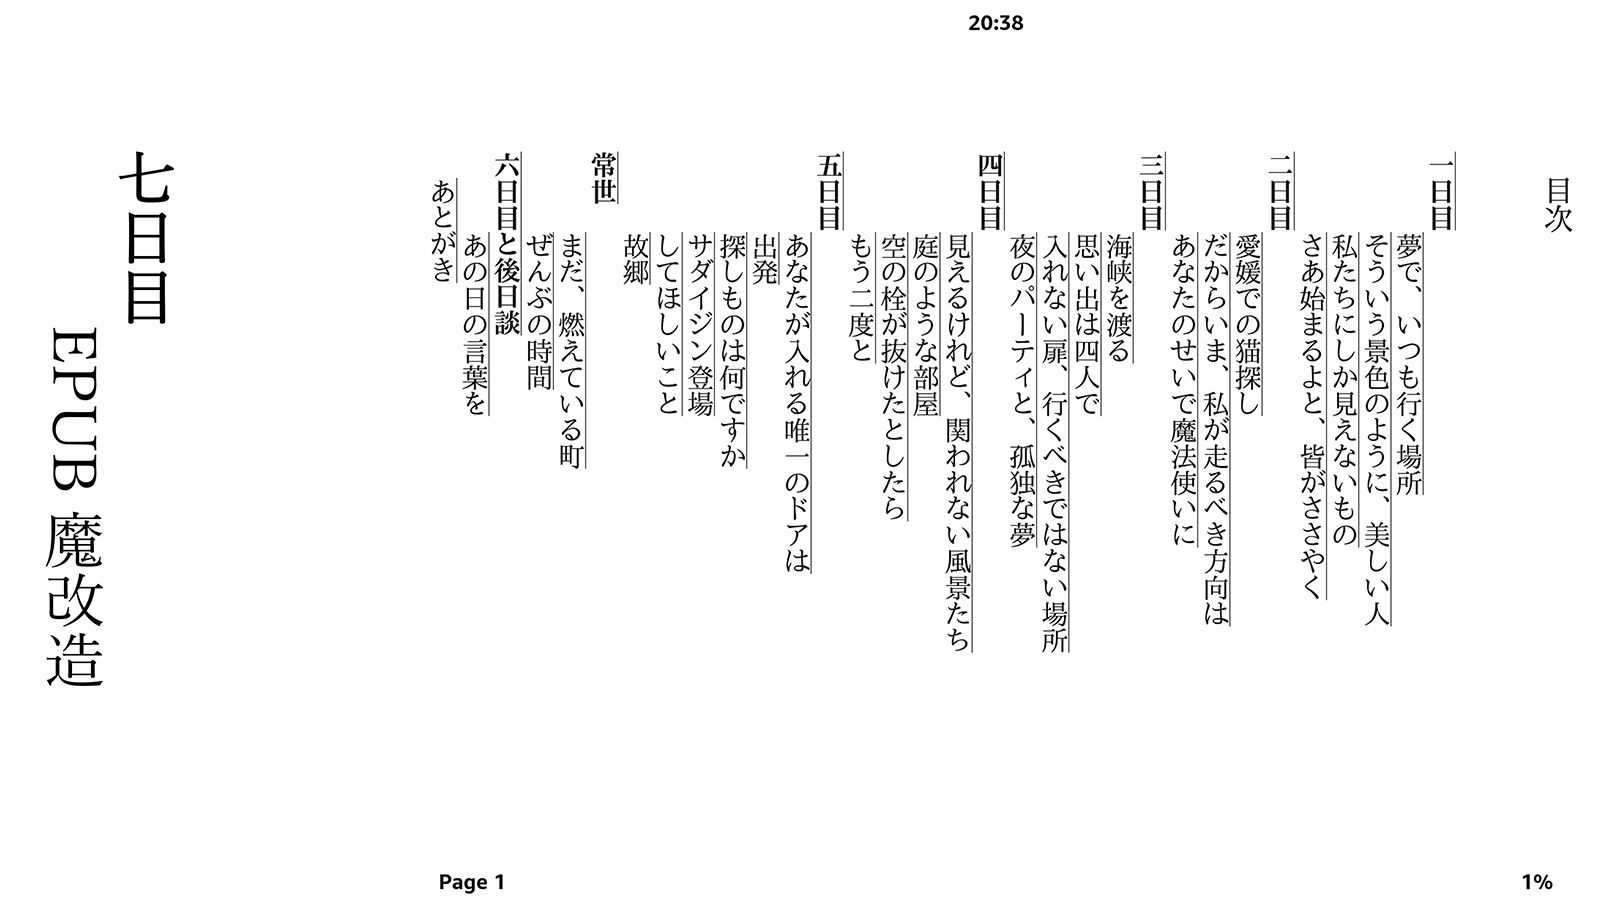 20:38
目次
一日目
夢で、いつも行く場所
そういう景色のように、美しい人
私たちにしか見えないもの
さあ始まるよと、皆がささやく
二日目
愛媛での猫探し
だからいま、私が走るべき方向は
あなたのせいで魔法使いに
三日目
海峡を渡る
思い出は四人で
入れない扉、行くべきではない場所
夜のパーティと、孤独な夢
四日目
見えるけれど、関われない風景たち
庭のような部屋
空の栓が抜けたとしたら
もう二度と
五日目
あなたが入れる唯一のドアは
出発
探しものは何ですか
サダイジン登場
してほしいこと
故郷
常世
まだ、燃えている町
ぜんぶの時間
六日目と後日談
あの日の言葉を
あとがき
七日目
EPUB 魔改造
Page 1
1%